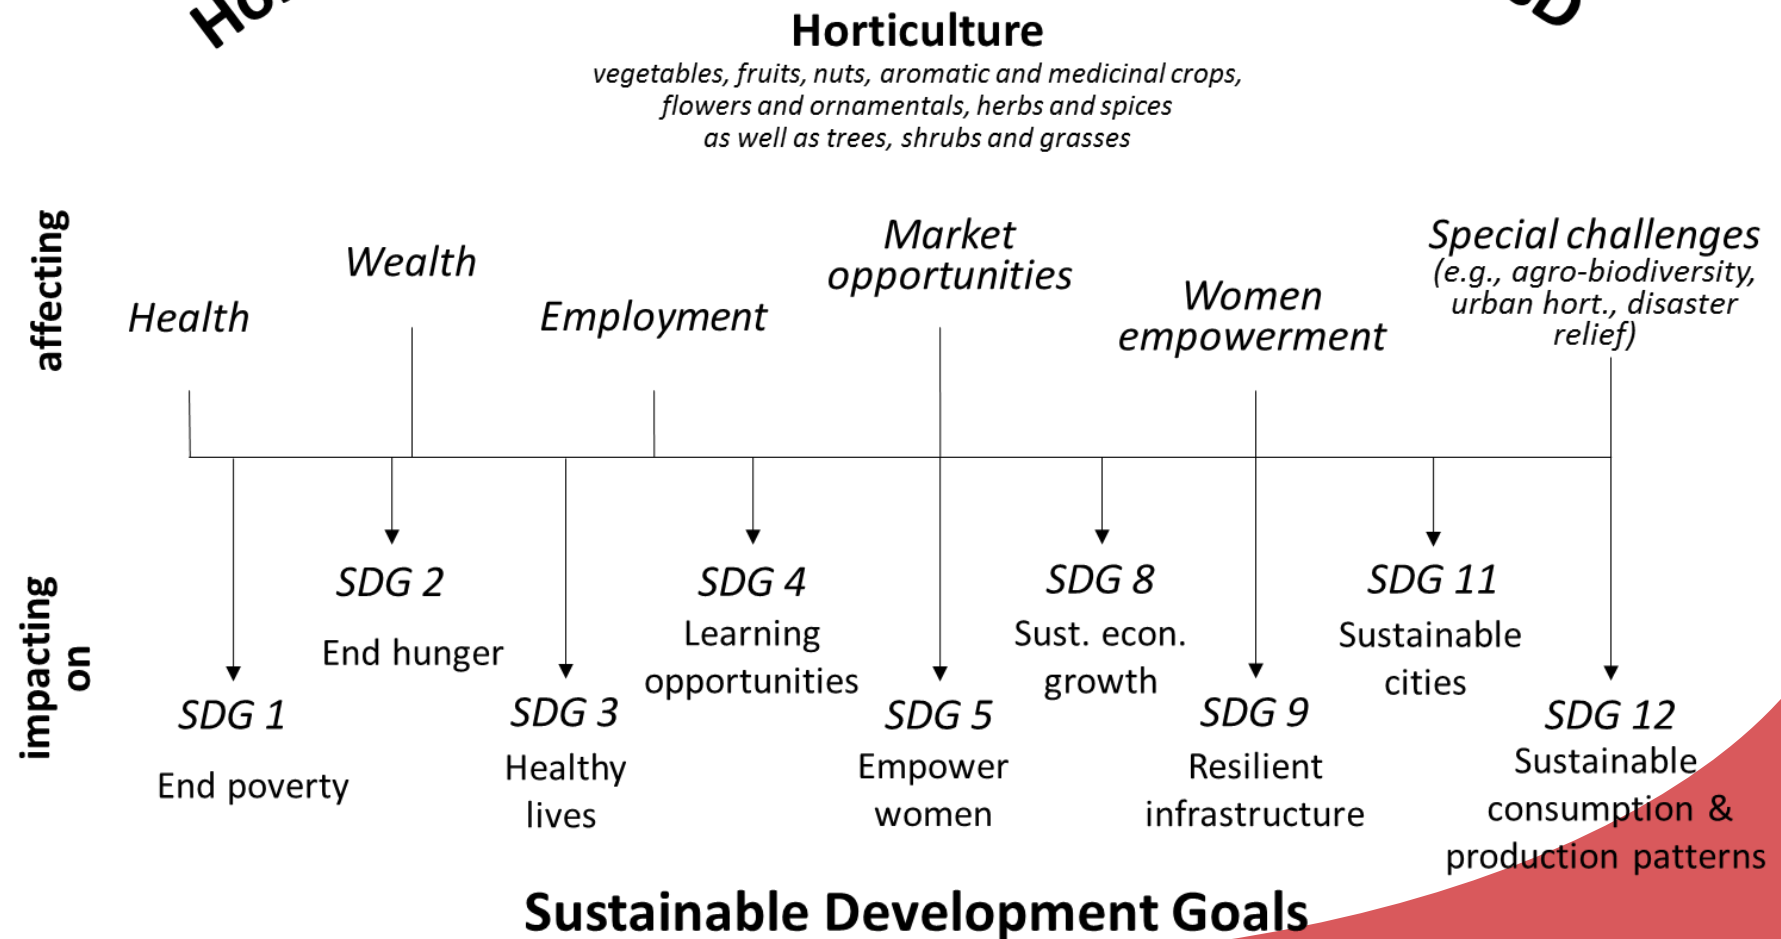 Horticulture
vegetables, fruits, nuts, aromatic and medicinal crops,
flowers and ornamentals, herbs and spices
as well as trees, shrubs and grasses
affecting
Health
Wealth
Employment
Market
opportunities
Women
empowerment
Special challenges
(e.g., agro-biodiversity,
urban hort., disaster
relief)
impacting
on
SDG 1
End poverty
SDG 2
End hunger
SDG 3
Healthy
lives
SDG 4
Learning
opportunities
SDG 5
Empower
women
SDG 8
Sust. econ.
growth
SDG 9
Resilient
infrastructure
SDG 11
Sustainable
cities
SDG 12
Sustainable
consumption &
production patterns
Sustainable Development Goals